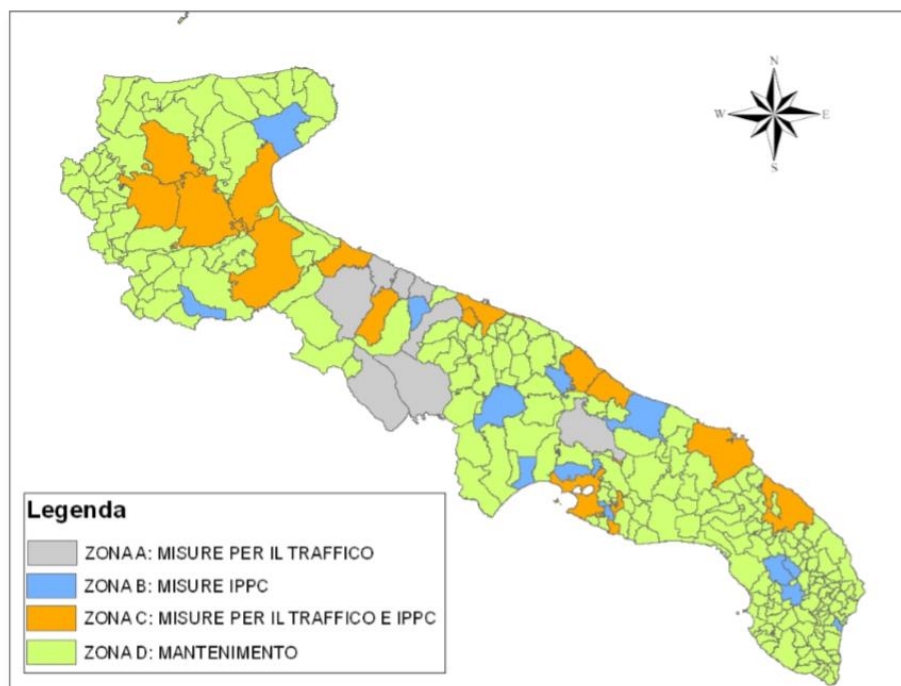 N
W E
S
Legenda
ZONA A: MISURE PER IL TRAFFICO
ZONA B: MISURE IPPC
ZONA C: MISURE PER IL TRAFFICO E IPPC
ZONA D: MANTENIMENTO